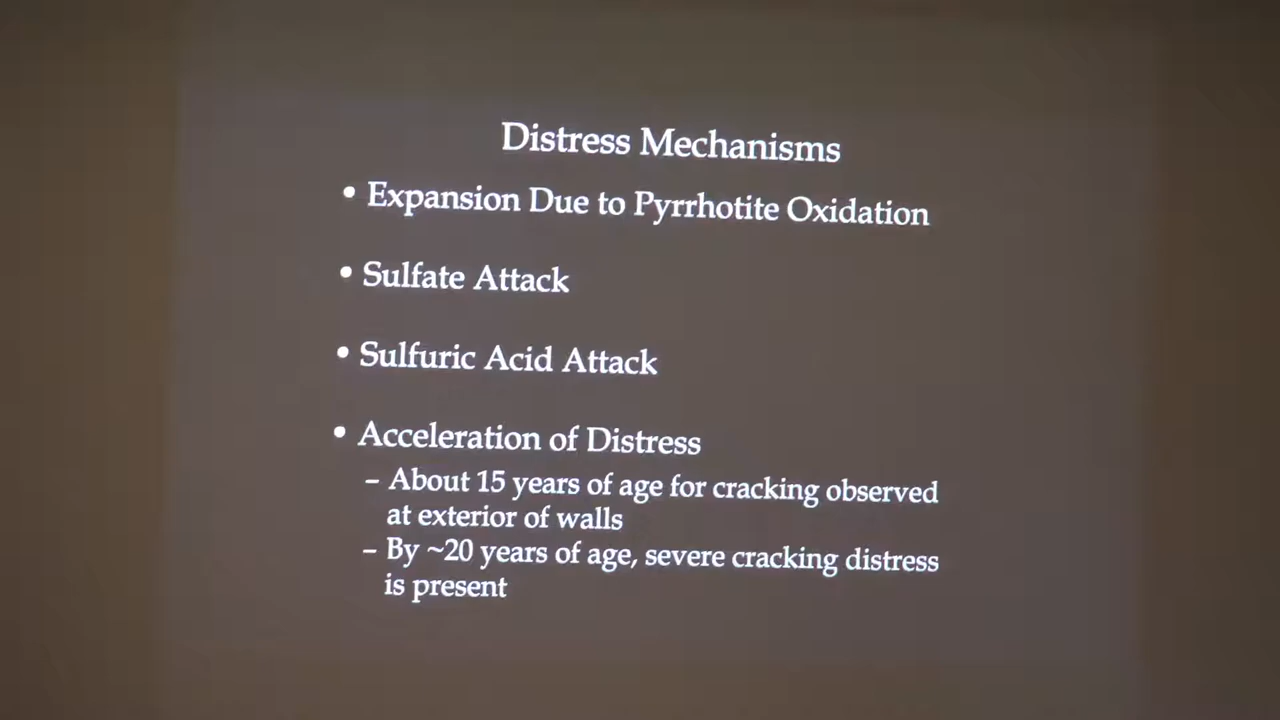 Distress Mechanisms
• Expansion Due to Pyrrhotite Oxidation
• Sulfate Attack
• Sulfuric Acid Attack
• Acceleration of Distress
– About 15 years of age for cracking observed
at exterior of walls
– By ~20 years of age, severe cracking distress
is present